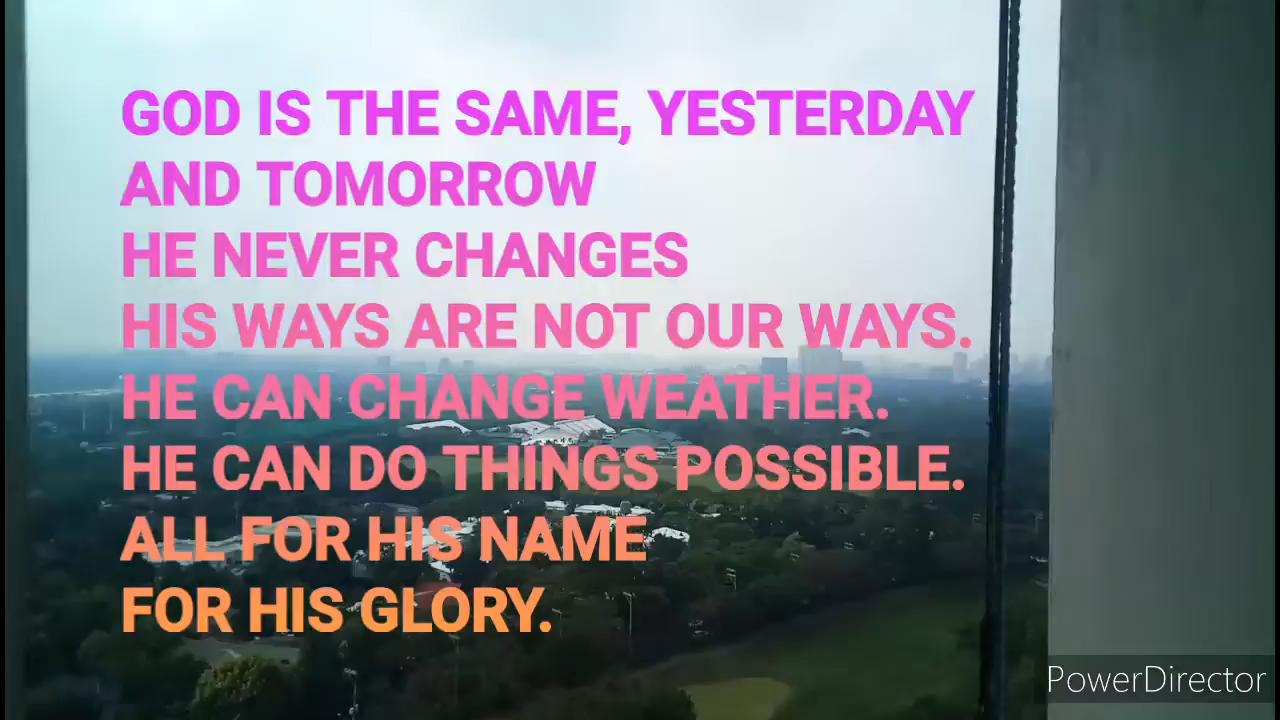 GOD IS THE SAME, YESTERDAY
AND TOMORROW
HE NEVER CHANGES
HIS WAYS ARE NOT OUR WAYS.
HE CAN CHANGE WEATHER.
HE CAN DO THINGS POSSIBLE.
ALL FOR HIS NAME
FOR HIS GLORY.
PowerDirector